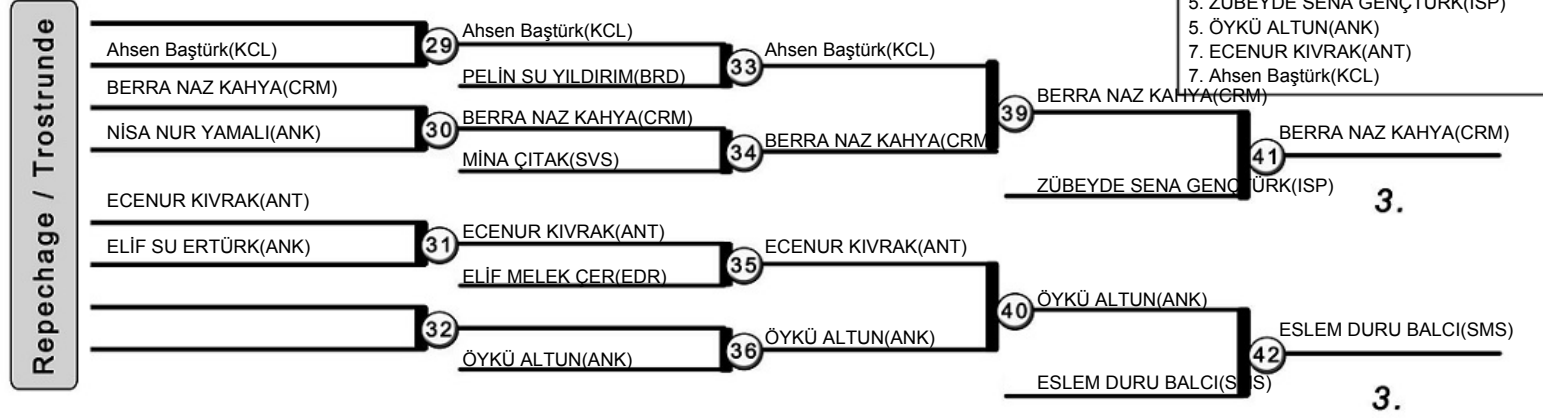 Repechage / Trostrunde
5. ZÜBEYDE SENA GENÇTÜRK(ISP)
5. ÖYKÜ ALTUN(ANK)
7. ECENUR KIVRAK(ANT)
7. Ahsen Baştürk(KCL)
Ahsen Baştürk(KCL)
29
BERRA NAZ KAHYA(CRM)
NİSA NUR YAMALI(ANK)
30
ECENUR KIVRAK(ANT)
ELİF SU ERTÜRK(ANK)
31
32
Ahsen Baştürk(KCL)
PELİN SU YILDIRIM(BRD)
33
BERRA NAZ KAHYA(CRM)
MİNA ÇITAK(SVS)
34
ECENUR KIVRAK(ANT)
ELİF MELEK ÇER(EDR)
35
ÖYKÜ ALTUN(ANK)
36
Ahsen Baştürk(KCL)
BERRA NAZ KAHYA(CRM
39
ECENUR KIVRAK(ANT)
ÖYKÜ ALTUN(ANK)
40
BERRA NAZ KAHYA(CRM)
ZÜBEYDE SENA GENÇTÜRK(ISP)
41
ÖYKÜ ALTUN(ANK)
ESLEM DURU BALCI(SMS)
42
BERRA NAZ KAHYA(CRM)
3.
ESLEM DURU BALCI(SMS)
3.